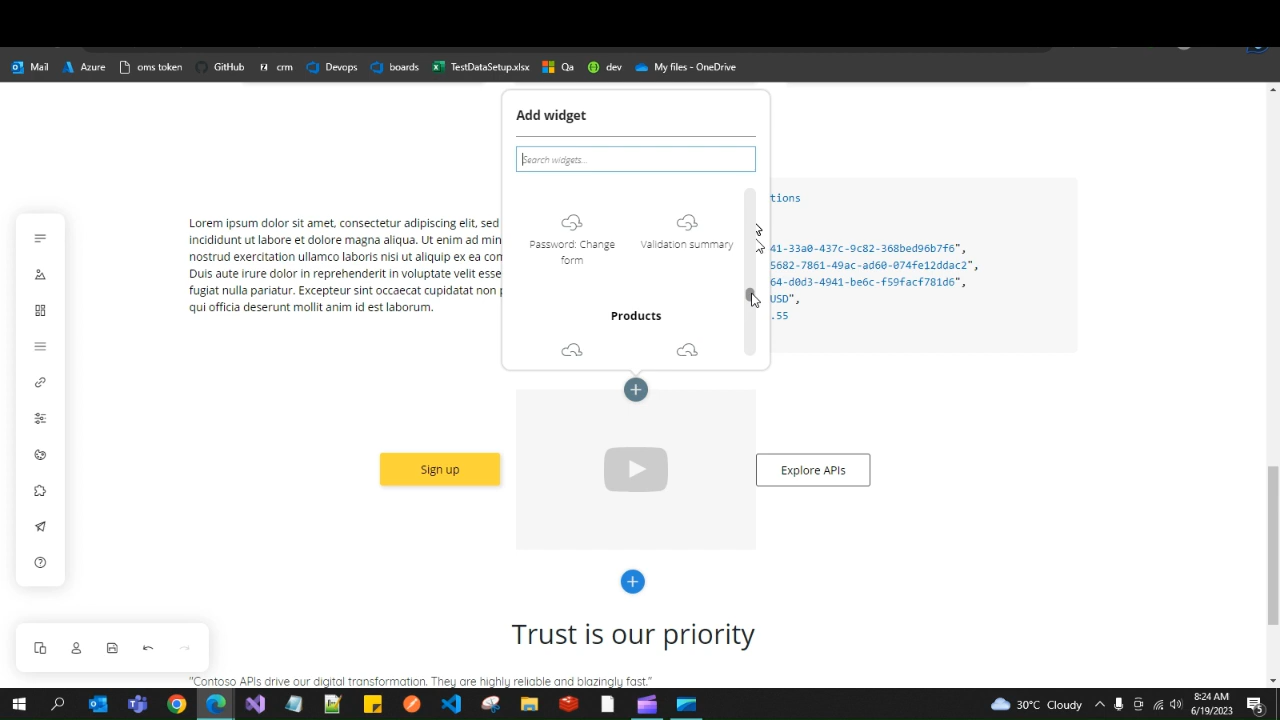 Mail Azure oms token GitHub crm Devops boards TestDataSetup.xlsx Qa dev My files - OneDrive
Add widget
Search widgets...
Password: Change
form
Validation summary
Products
Lorem ipsum dolor sit amet, consectetur adipiscing elit, sed
incididunt ut labore et dolore magna aliqua. Ut enim ad min
nostrud exercitation ullamco laboris nisi ut aliquip ex ea con
Duis aute irure dolor in reprehenderit in voluptate velit esse
fugiat nulla pariatur. Excepteur sint occaecat cupidatat non p
qui officia deserunt mollit anim id est laborum.
tions
41-33a0-437c-9c82-368bed96b7f6",
5682-7861-49ac-ad60-074fe12ddac2",
64-d0d3-4941-be6c-f59facf781d6",
USD",
.55
Sign up
Explore APIs
Trust is our priority
"Contoso APIs drive our digital transformation. They are highly reliable and blazingly fast."
30°C Cloudy
8:24 AM
6/19/2023
5